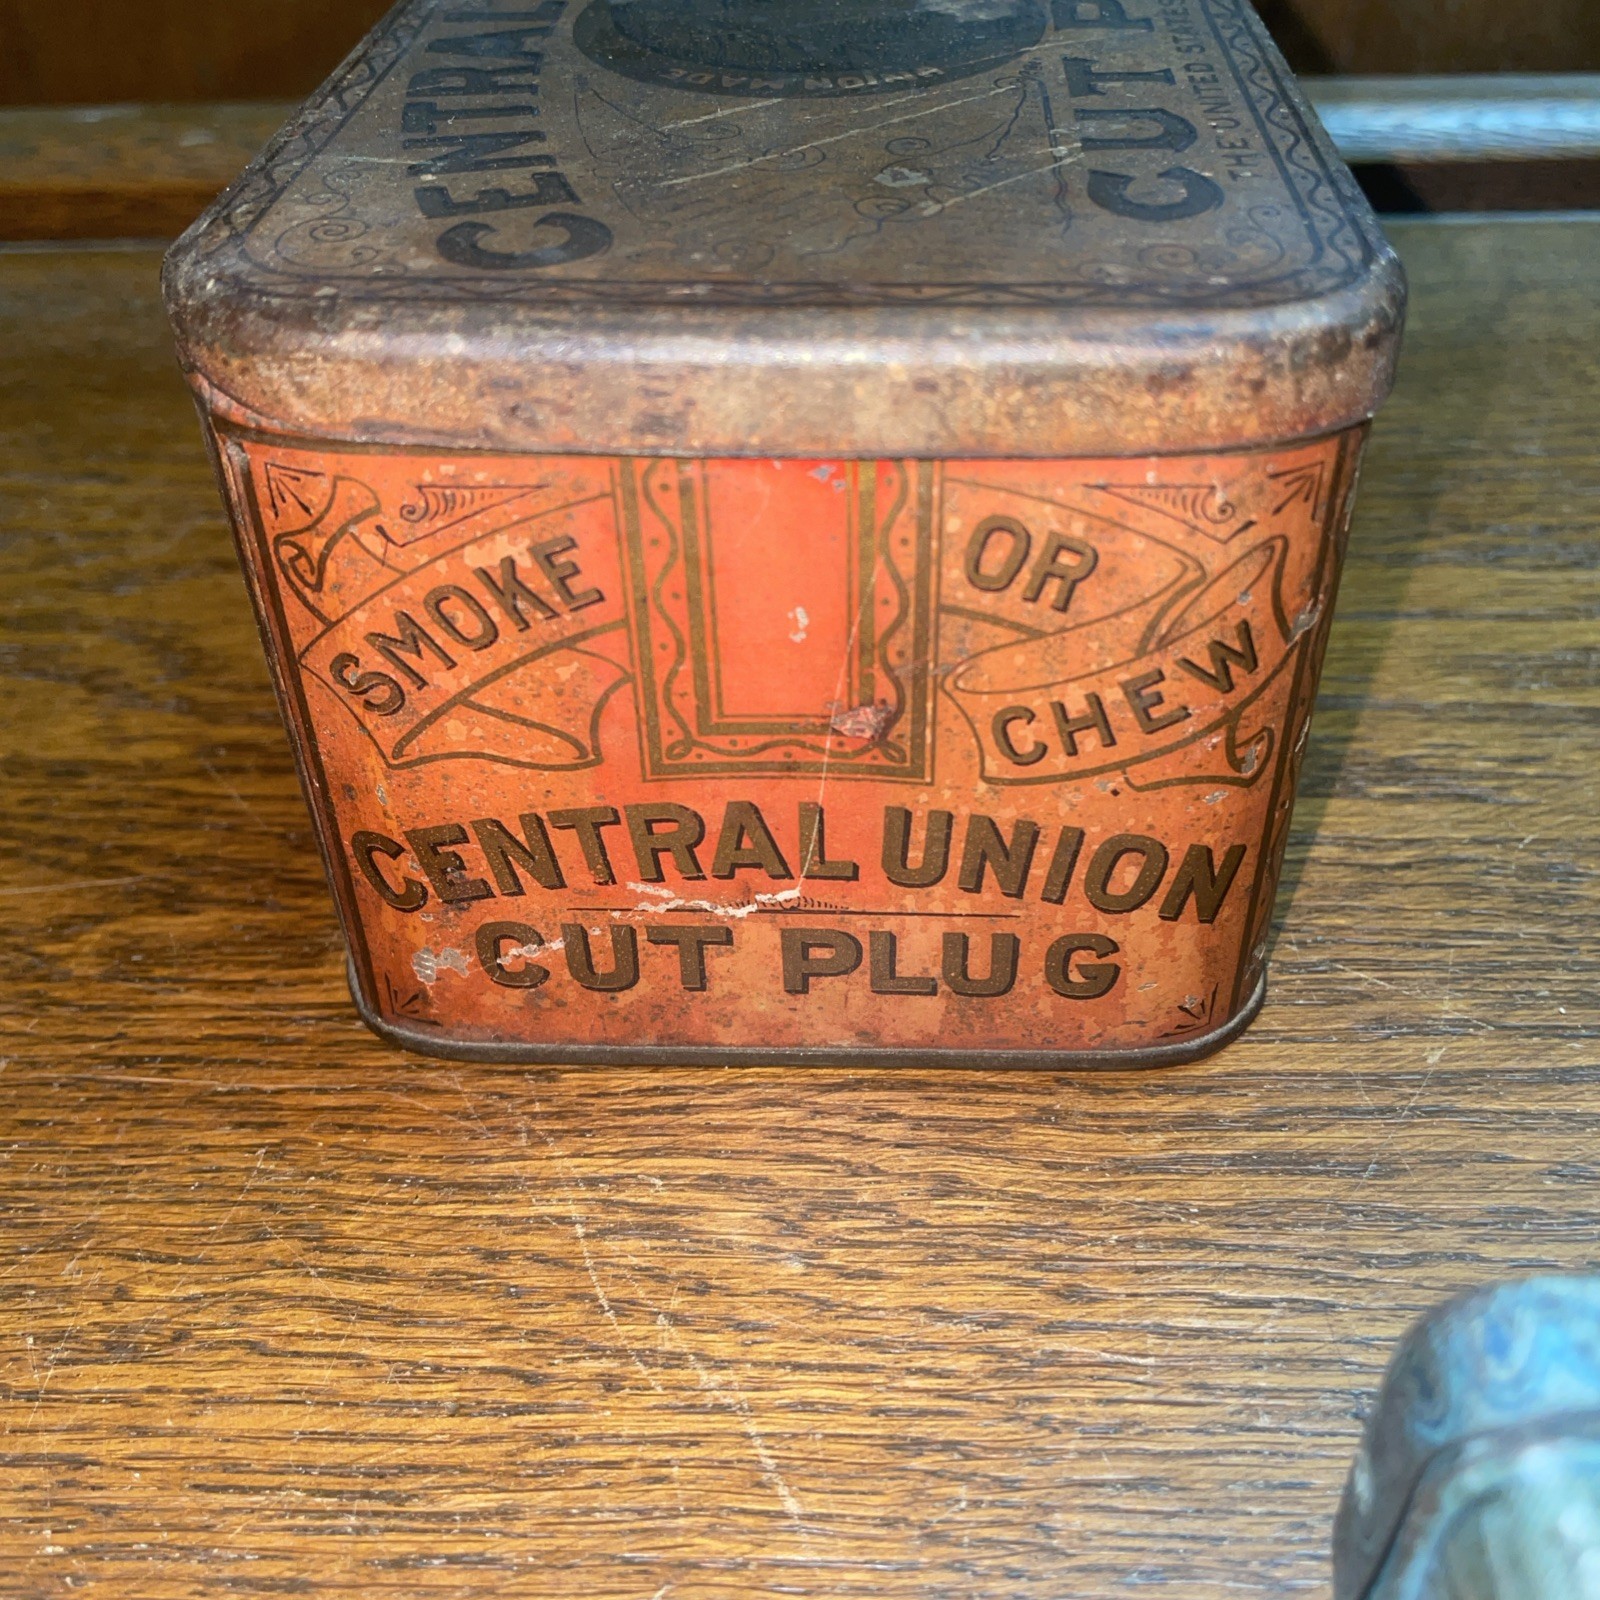 CENTRAL
UNION MADE
CUT P
THE UNITED STATES
SMOKE
OR
CHEW
CENTRAL UNION
CUT PLUG